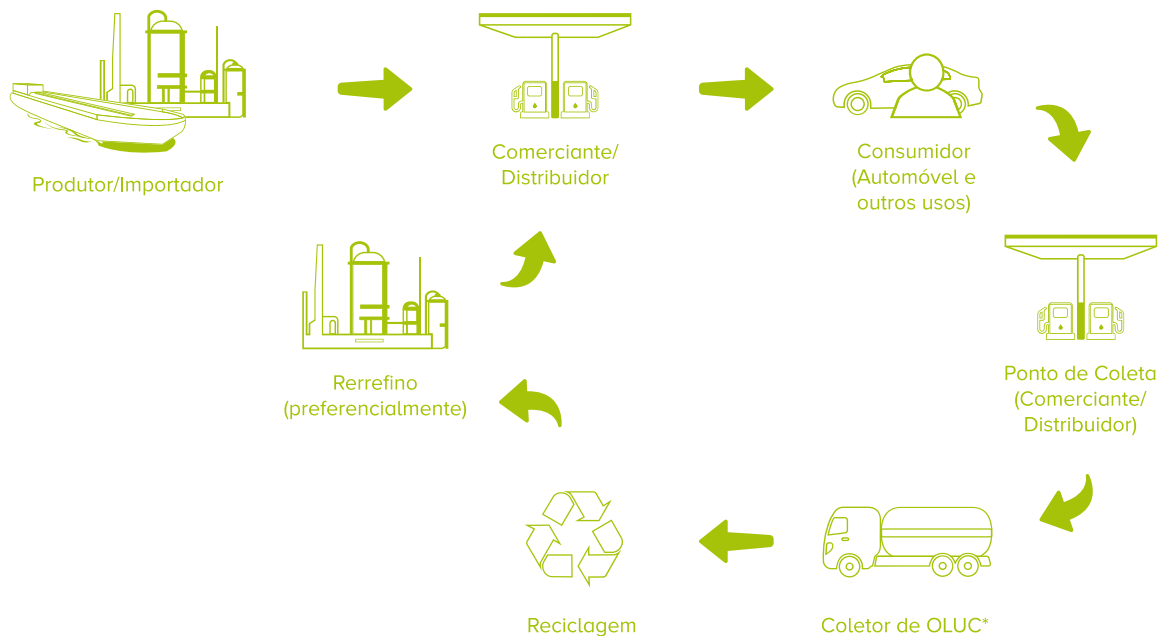 Produtor/Importador
Comerciante/
Distribuidor
Consumidor
(Automóvel e
outros usos)
Ponto de Coleta
(Comerciante/
Distribuidor)
Coletor de OLUC*
Reciclagem
Rerrefino
(preferencialmente)